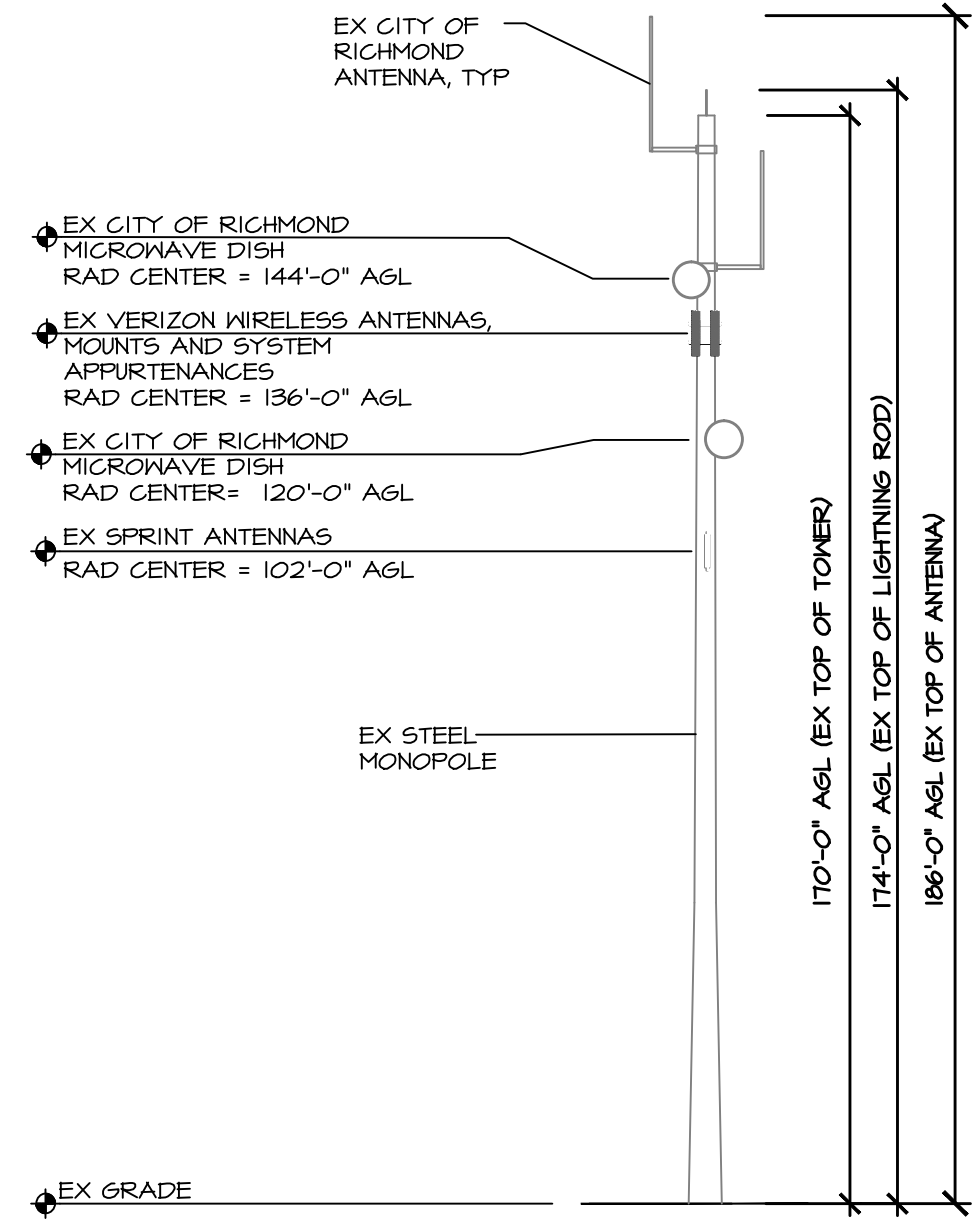 EX CITY OF
RICHMOND
ANTENNA, TYP
EX CITY OF RICHMOND
MICROWAVE DISH
RAD CENTER = 144'-0" AGL
EX VERIZON WIRELESS ANTENNAS,
MOUNTS AND SYSTEM
APPURTENANCES
RAD CENTER = 136'-0" AGL
EX CITY OF RICHMOND
MICROWAVE DISH
RAD CENTER= 120'-0" AGL
EX SPRINT ANTENNAS
RAD CENTER = 102'-0" AGL
EX STEEL
MONOPOLE
EX GRADE
170'-0" AGL (EX TOP OF TOWER)
174'-0" AGL (EX TOP OF LIGHTNING ROD)
186'-0" AGL (EX TOP OF ANTENNA)